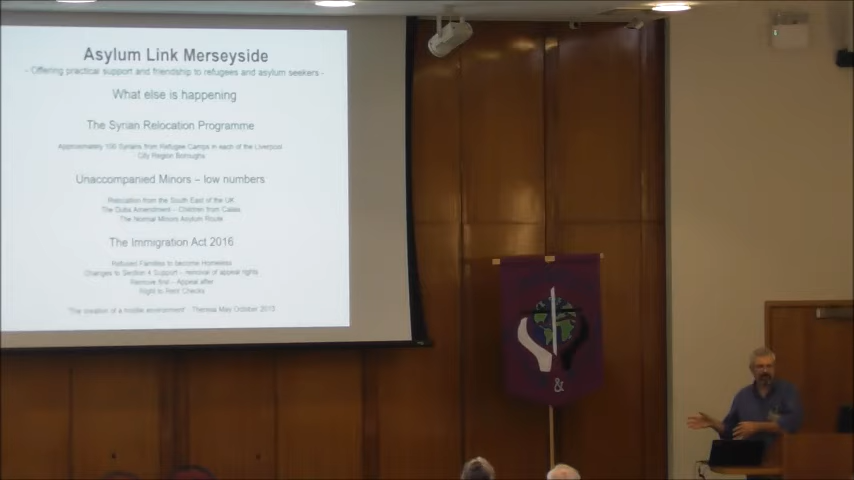 Asylum Link Merseyside
- Offering practical support and friendship to refugees and asylum seekers -
What else is happening
The Syrian Relocation Programme
Approximately 100 Syrians from Refugee Camps in each of the Liverpool
City Region Boroughs
Unaccompanied Minors – low numbers
Relocation from the South East of the UK
The Dubs Amendment – Children from Calais
The Normal Minors Asylum Route
The Immigration Act 2016
Refused Families to become Homeless
Changes to Section 4 Support – removal of appeal rights
Remove first – Appeal after
Right to Rent Checks
"The creation of a hostile environment" Theresa May October 2013
&